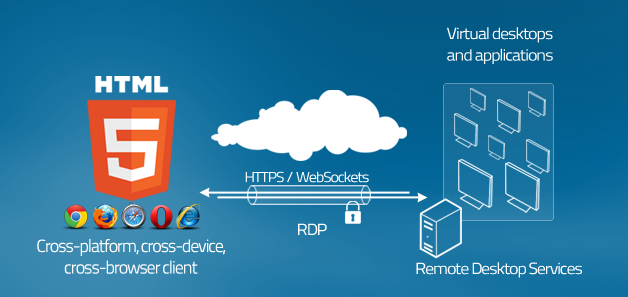 Virtual desktops
and applications
HTML
5
HTTPS / WebSockets
RDP
Cross-platform, cross-device,
cross-browser client
Remote Desktop Services